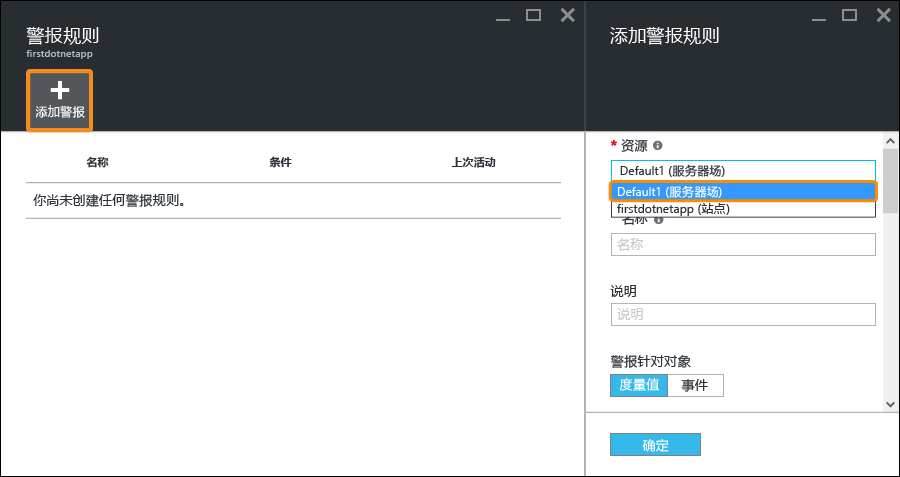 警报规则
firstdotnetapp
添加警报
名称 条件 上次活动
你尚未创建任何警报规则。
添加警报规则
* 资源
Default1 (服务器场)
Default1 (服务器场)
firstdotnetapp (站点)
名称
名称
说明
说明
警报针对对象
度量值 事件
确定